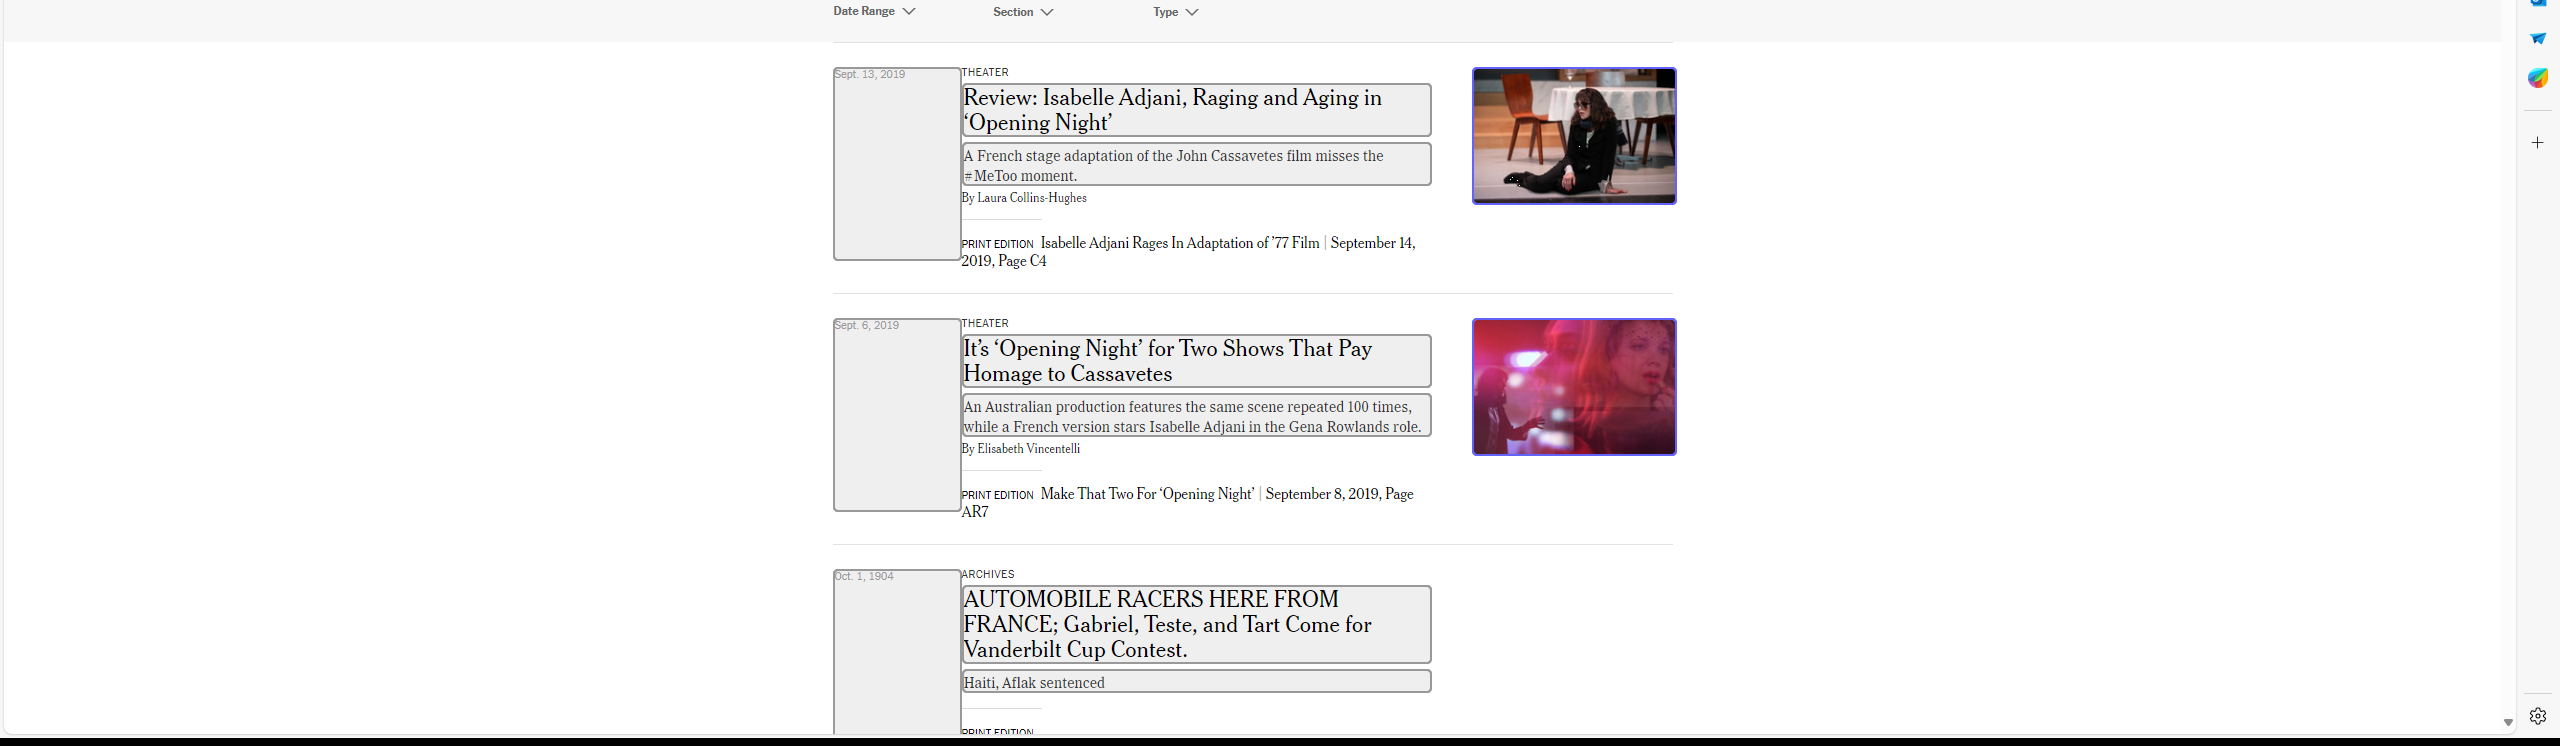 Date Range Section Type
Sept. 13, 2019
THEATER
Review: Isabelle Adjani, Raging and Aging in
‘Opening Night’
A French stage adaptation of the John Cassavetes film misses the
#MeToo moment.
By Laura Collins-Hughes
PRINT EDITION Isabelle Adjani Rages In Adaptation of ’77 Film | September 14,
2019, Page C4
Sept. 6, 2019
THEATER
It’s ‘Opening Night’ for Two Shows That Pay
Homage to Cassavetes
An Australian production features the same scene repeated 100 times,
while a French version stars Isabelle Adjani in the Gena Rowlands role.
By Elisabeth Vincentelli
PRINT EDITION Make That Two For ‘Opening Night’ | September 8, 2019, Page
AR7
Oct. 1, 1904
ARCHIVES
AUTOMOBILE RACERS HERE FROM
FRANCE; Gabriel, Teste, and Tart Come for
Vanderbilt Cup Contest.
Haiti, Aflak sentenced
PRINT EDITION